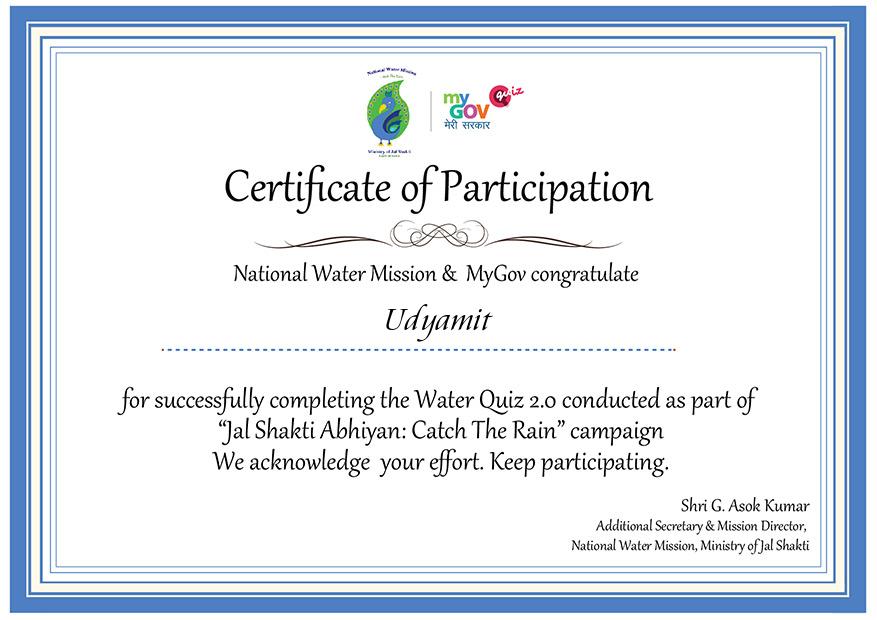 National Water Mission
my
GOV
quiz
मेरी सरकार
Ministry of Jal Shakti
Certificate of Participation
National Water Mission & MyGov congratulate
Udyamit
for successfully completing the Water Quiz 2.0 conducted as part of
“Jal Shakti Abhiyan: Catch The Rain” campaign
We acknowledge your effort. Keep participating.
Shri G. Asok Kumar
Additional Secretary & Mission Director,
National Water Mission, Ministry of Jal Shakti